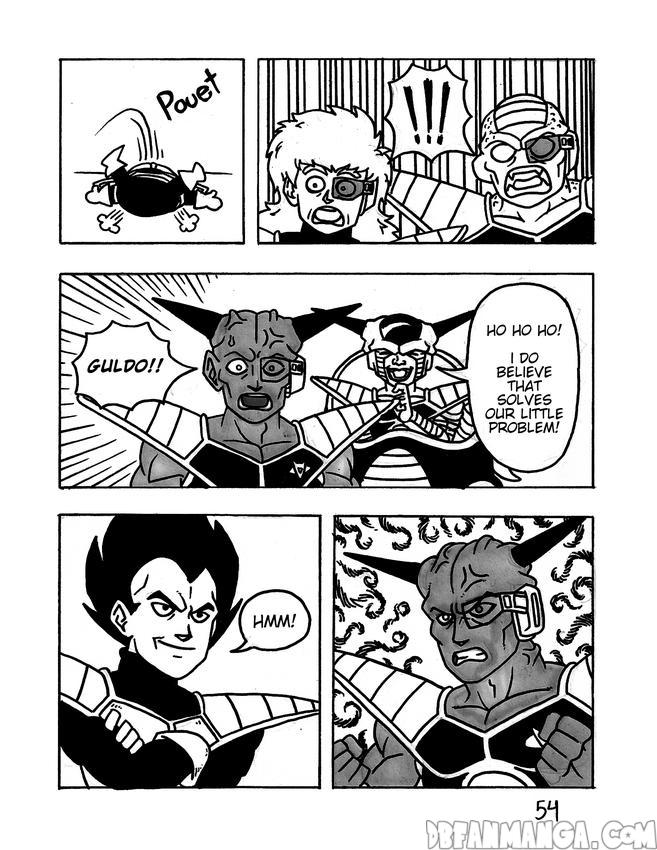 Pouet
!!!
GULDO!!
HO HO HO!
I DO
BELIEVE
THAT
SOLVES
OUR LITTLE
PROBLEM!
HMM!
54
DBFANMANGA.COM